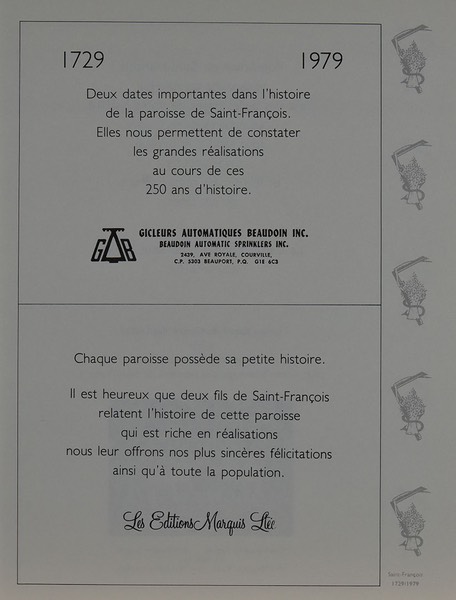 1729 1979
Deux dates importantes dans l'histoire
de la paroisse de Saint-François.
Elles nous permettent de constater
les grandes réalisations
au cours de ces
250 ans d'histoire.
GAB
GICLEURS AUTOMATIQUES BEAUDOIN INC.
BEAUDOIN AUTOMATIC SPRINKLERS INC.
2439, AVE ROYALE, COURVILLE,
C.P. 5303 BEAUPORT, P.Q. G1E 6C3
Chaque paroisse possède sa petite histoire.
Il est heureux que deux fils de Saint-François
relatent l'histoire de cette paroisse
qui est riche en réalisations
nous leur offrons nos plus sincères félicitations
ainsi qu'à toute la population.
Les Editions Marquis Ltée
Saint-François
1729/1979